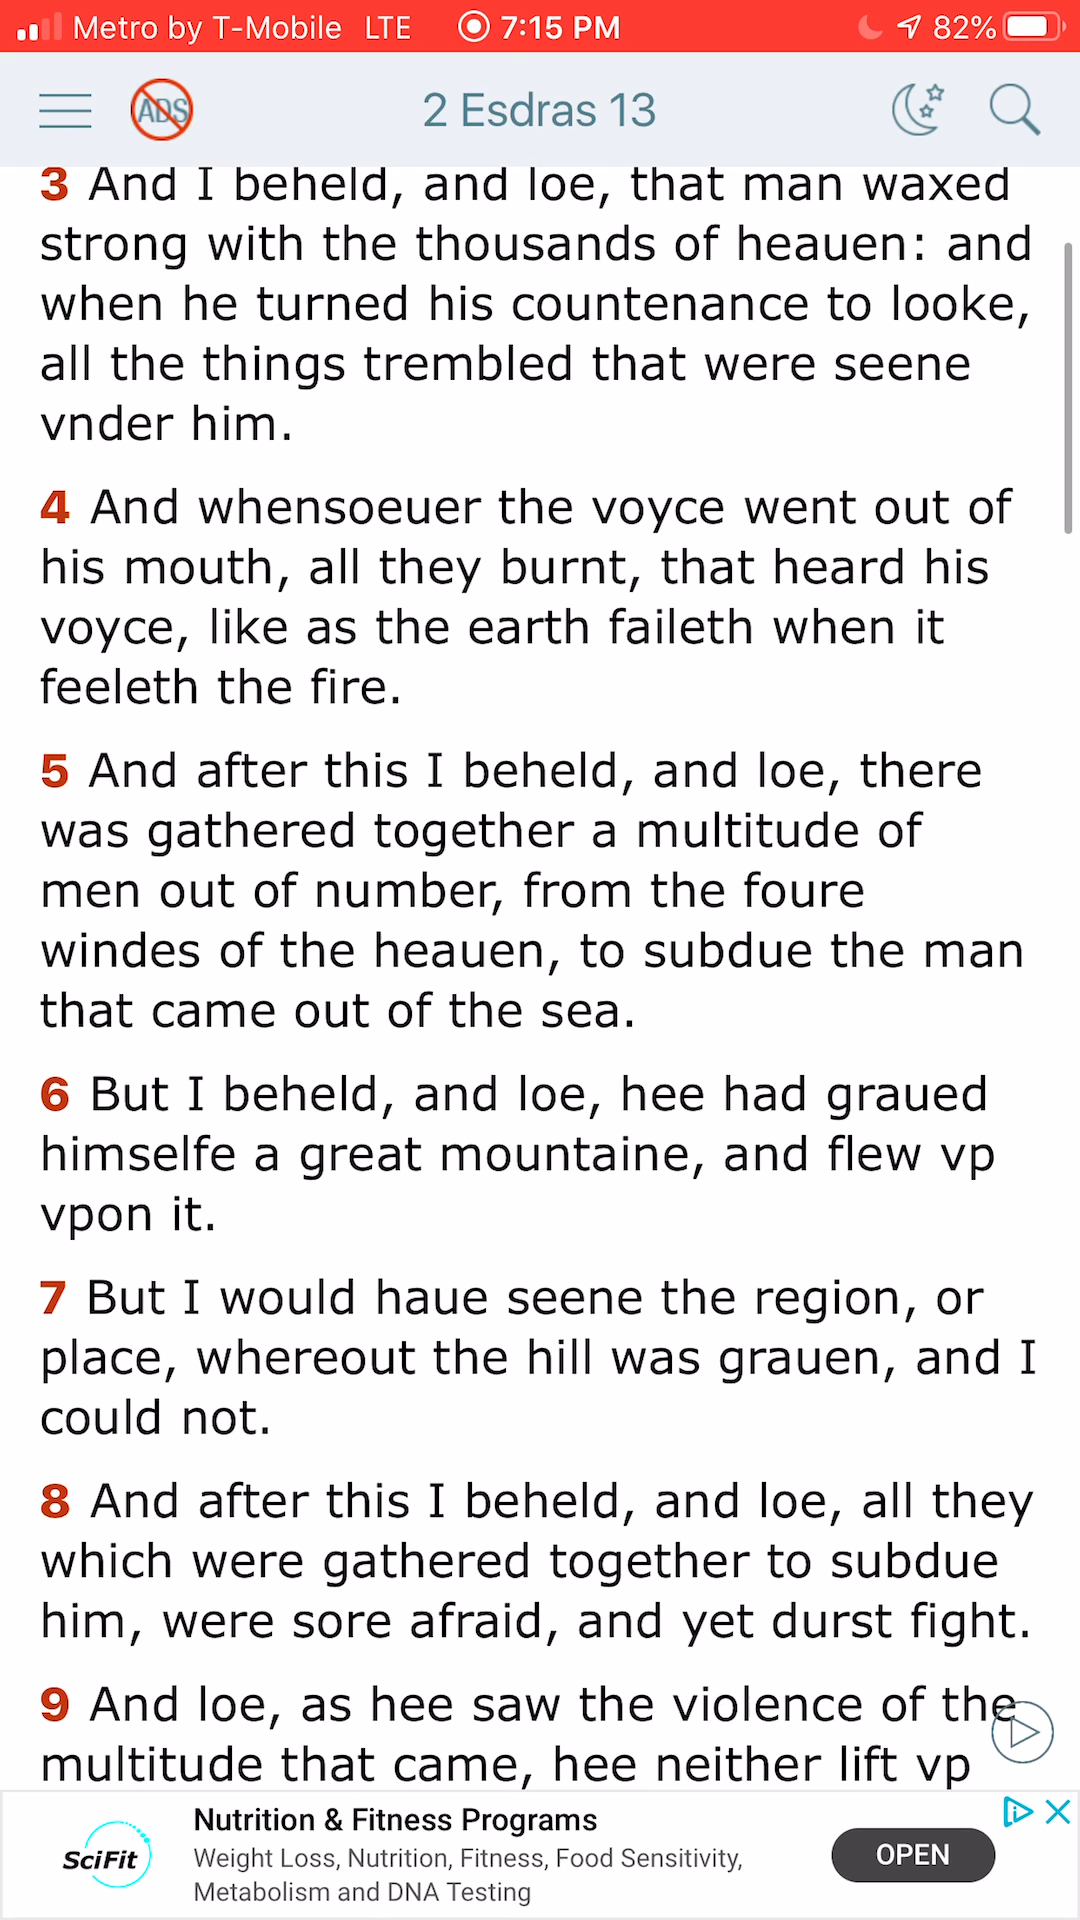 Metro by T-Mobile LTE 7:15 PM 82%
ADS 2 Esdras 13
3 And I beheld, and loe, that man waxed
strong with the thousands of heauen: and
when he turned his countenance to looke,
all the things trembled that were seene
vnder him.
4 And whensoeuer the voyce went out of
his mouth, all they burnt, that heard his
voyce, like as the earth faileth when it
feeleth the fire.
5 And after this I beheld, and loe, there
was gathered together a multitude of
men out of number, from the foure
windes of the heauen, to subdue the man
that came out of the sea.
6 But I beheld, and loe, hee had graued
himselfe a great mountaine, and flew vp
vpon it.
7 But I would haue seene the region, or
place, whereout the hill was grauen, and I
could not.
8 And after this I beheld, and loe, all they
which were gathered together to subdue
him, were sore afraid, and yet durst fight.
9 And loe, as hee saw the violence of the
multitude that came, hee neither lift vp
SciFit
Nutrition & Fitness Programs
Weight Loss, Nutrition, Fitness, Food Sensitivity,
Metabolism and DNA Testing
OPEN